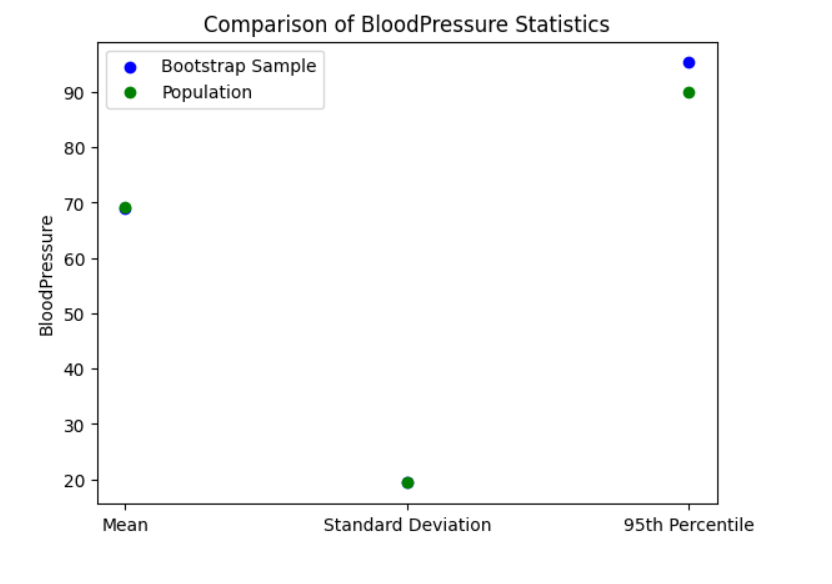 Comparison of BloodPressure Statistics
Bootstrap Sample
Population
90
80
70
60
50
40
30
20
BloodPressure
Mean
Standard Deviation
95th Percentile